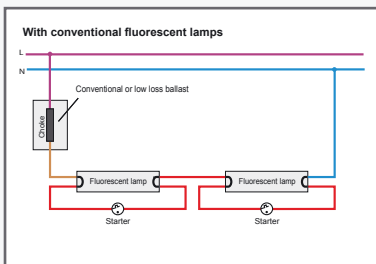 With conventional fluorescent lamps
L
N
Conventional or low loss ballast
Choke
Fluorescent lamp
Fluorescent lamp
Starter
Starter